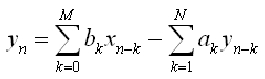 $y_n = \sum_{k=0}^{M} b_k x_{n-k} - \sum_{k=1}^{N} a_k y_{n-k}$